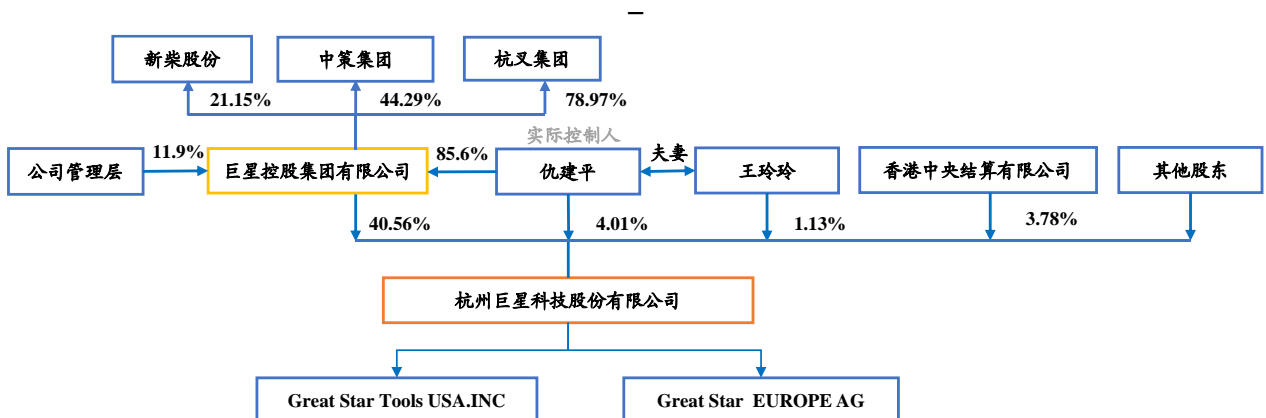 新柴股份
中策集团
杭叉集团
21.15%
44.29%
78.97%
实际控制人
公司管理层
11.9%
巨星控股集团有限公司
85.6%
仇建平
夫妻
王玲玲
香港中央结算有限公司
其他股东
40.56%
4.01%
1.13%
3.78%
杭州巨星科技股份有限公司
Great Star Tools USA.INC
Great Star EUROPE AG